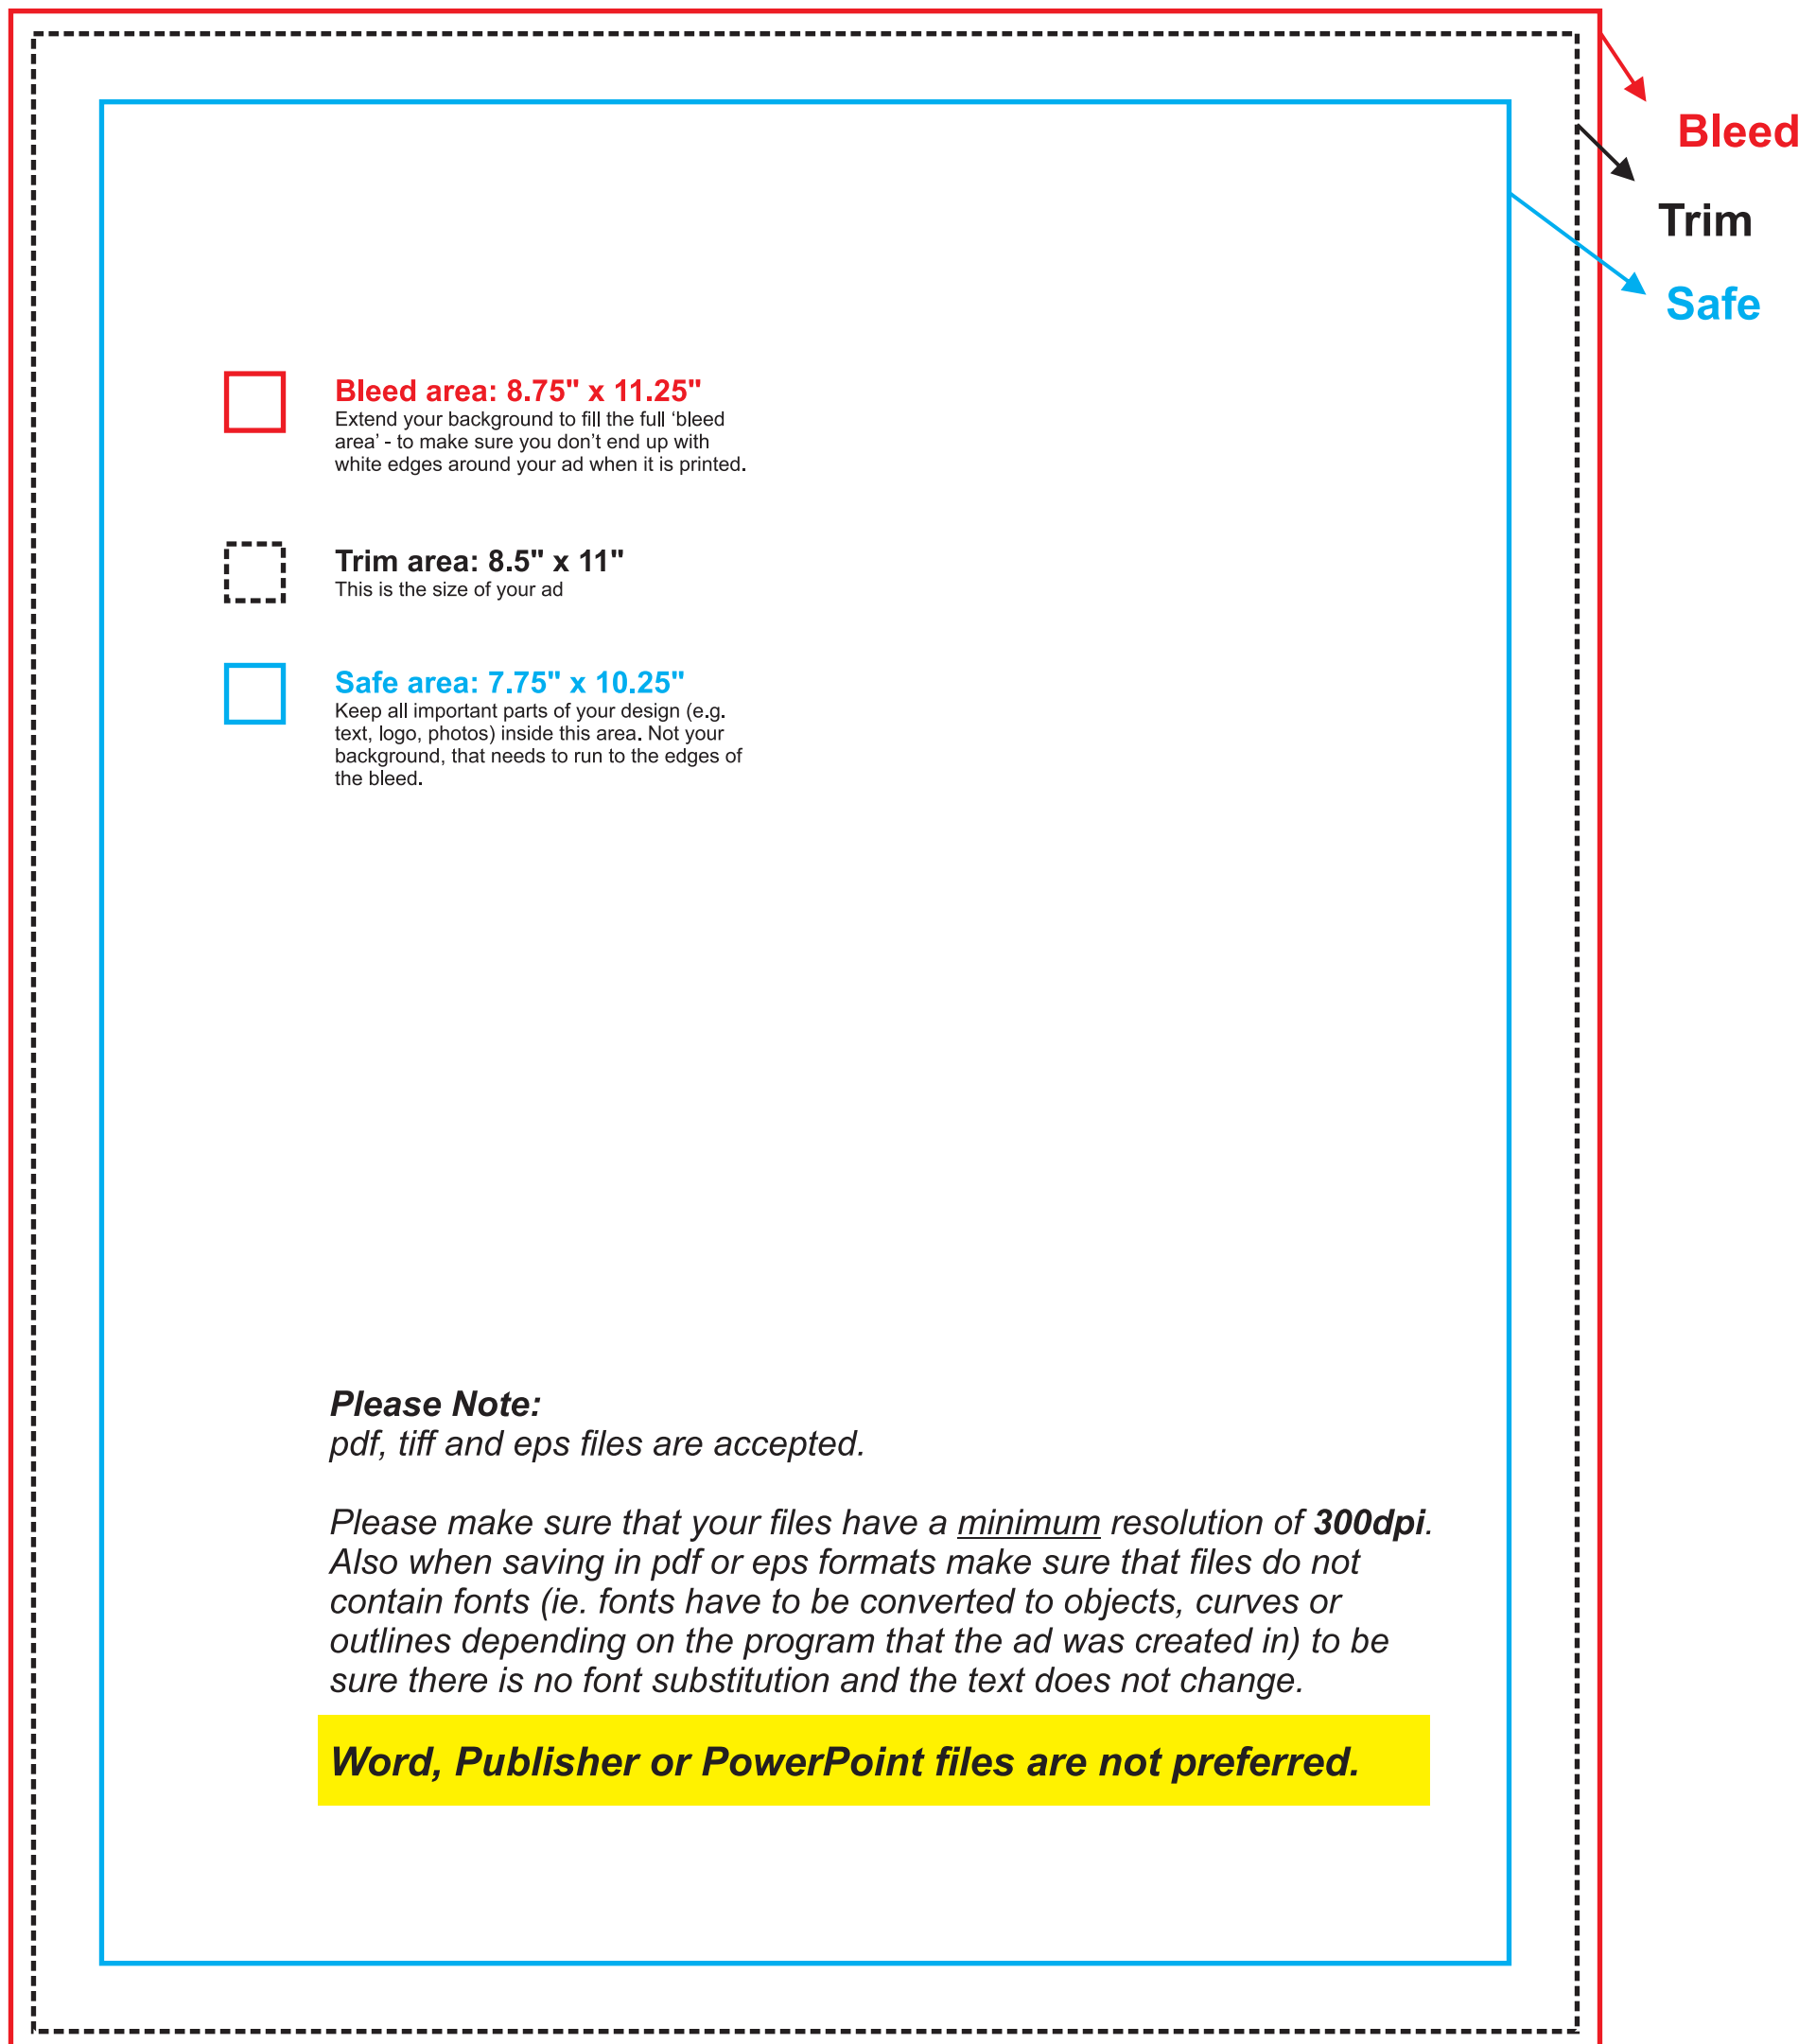 Bleed
Trim
Safe
Bleed area: 8.75" x 11.25"
Extend your background to fill the full ‘bleed
area’ - to make sure you don’t end up with
white edges around your ad when it is printed.
Trim area: 8.5" x 11"
This is the size of your ad
Safe area: 7.75" x 10.25"
Keep all important parts of your design (e.g.
text, logo, photos) inside this area. Not your
background, that needs to run to the edges of
the bleed.
Please Note:
pdf, tiff and eps files are accepted.
Please make sure that your files have a minimum resolution of 300dpi.
Also when saving in pdf or eps formats make sure that files do not
contain fonts (ie. fonts have to be converted to objects, curves or
outlines depending on the program that the ad was created in) to be
sure there is no font substitution and the text does not change.
Word, Publisher or PowerPoint files are not preferred.